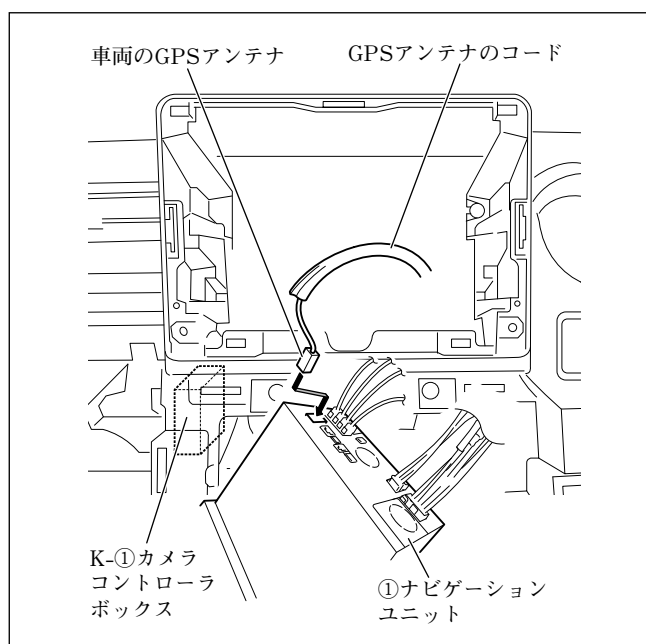 車両のGPSアンテナ
GPSアンテナのコード
K-①カメラ
コントローラ
ボックス
①ナビゲーション
ユニット